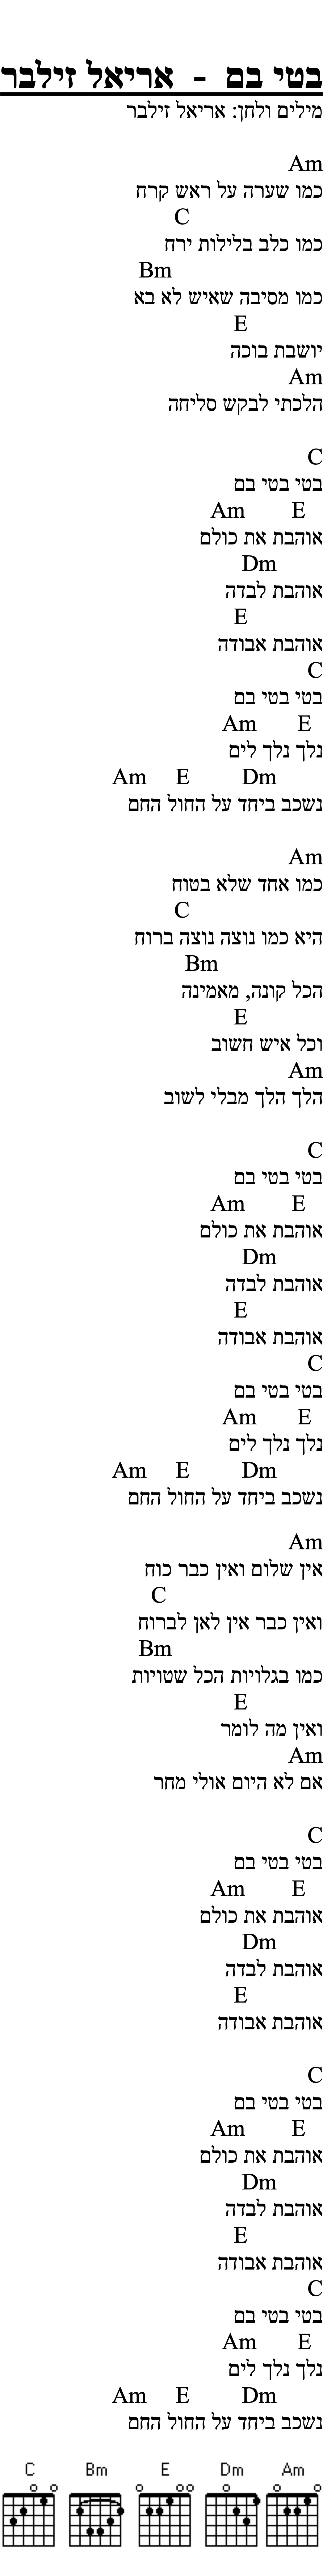 בטי בם - אריאל זילבר
מילים ולחן: אריאל זילבר
Am
כמו שערה על ראש קרח
C
כמו כלב בלילות ירח
Bm
כמו מסיבה שאיש לא בא
E
יושבת בוכה
Am
הלכתי לבקש סליחה
C
בטי בטי בם
Am E
אוהבת את כולם
Dm
אוהבת לבדה
E
אוהבת אבודה
C
בטי בטי בם
Am E
נלך נלך לים
Am E Dm
נשכב ביחד על החול החם
Am
כמו אחד שלא בטוח
C
היא כמו נוצה נוצה ברוח
Bm
הכל קונה, מאמינה
E
וכל איש חשוב
Am
הלך הלך מבלי לשוב
C
בטי בטי בם
Am E
אוהבת את כולם
Dm
אוהבת לבדה
E
אוהבת אבודה
C
בטי בטי בם
Am E
נלך נלך לים
Am E Dm
נשכב ביחד על החול החם
Am
אין שלום ואין כבר כוח
C
ואין כבר אין לאן לברוח
Bm
כמו בגלויות הכל שטויות
E
ואין מה לומר
Am
אם לא היום אולי מחר
C
בטי בטי בם
Am E
אוהבת את כולם
Dm
אוהבת לבדה
E
אוהבת אבודה
C
בטי בטי בם
Am E
אוהבת את כולם
Dm
אוהבת לבדה
E
אוהבת אבודה
C
בטי בטי בם
Am E
נלך נלך לים
Am E Dm
נשכב ביחד על החול החם
C Bm E Dm Am